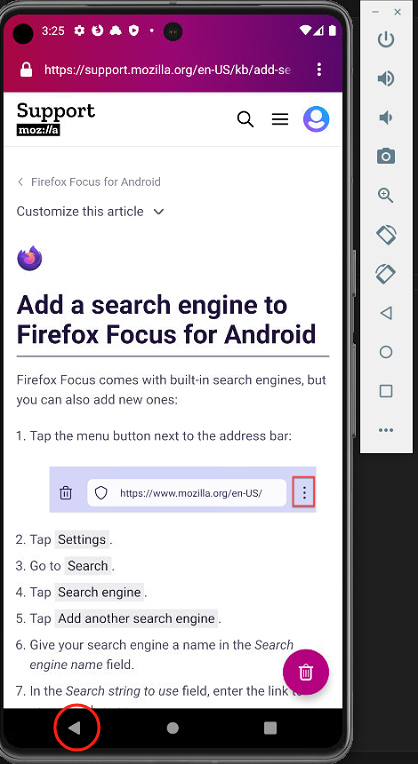 3:25
https://support.mozilla.org/en-US/kb/add-se
Support
moz://a
Firefox Focus for Android
Customize this article
Add a search engine to
Firefox Focus for Android
Firefox Focus comes with built-in search engines, but
you can also add new ones:
1. Tap the menu button next to the address bar:
https://www.mozilla.org/en-US/
2. Tap Settings .
3. Go to Search .
4. Tap Search engine .
5. Tap Add another search engine .
6. Give your search engine a name in the Search
engine name field.
7. In the Search string to use field, enter the link to